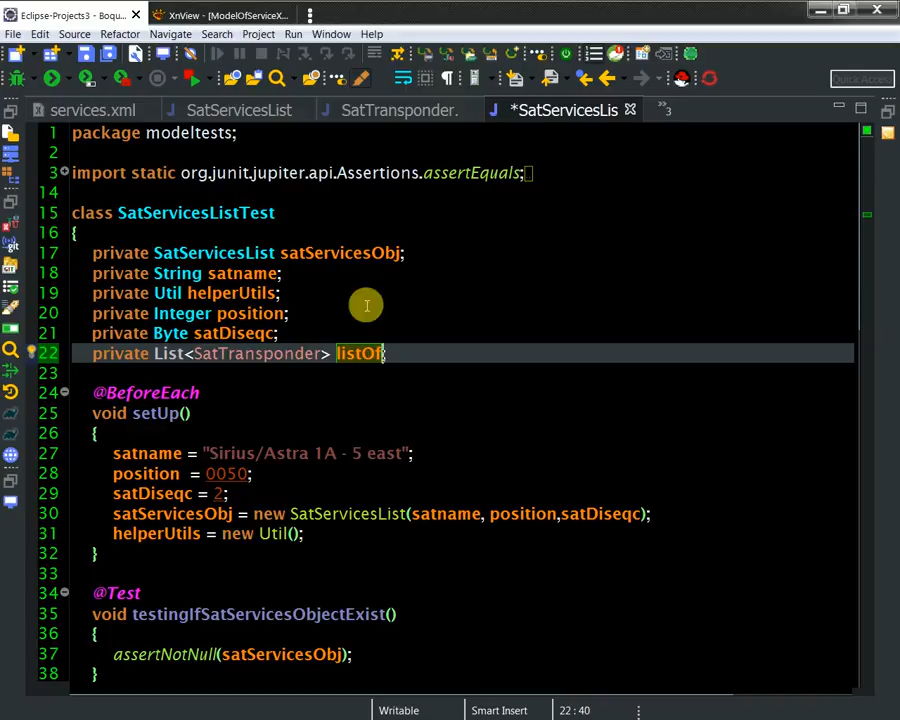 Eclipse-Projects3 - Boqu...
XnView - [ModelOfServiceX...
File Edit Source Refactor Navigate Search Project Run Window Help
Quick Access
services.xml
SatServicesList
SatTransponder.
*SatServicesLis
»3
1 package modeltests;
2
3 import static org.junit.jupiter.api.Assertions.assertEquals;
14
15 class SatServicesListTest
16 {
17 private SatServicesList satServicesObj;
18 private String satname;
19 private Util helperUtils;
20 private Integer position;
21 private Byte satDiseqc;
22 private List<SatTransponder> listOf;
23
24 @BeforeEach
25 void setUp()
26 {
27 satname = "Sirius/Astra 1A - 5 east";
28 position = 0050;
29 satDiseqc = 2;
30 satServicesObj = new SatServicesList(satname, position,satDiseqc);
31 helperUtils = new Util();
32 }
33
34 @Test
35 void testingIfSatServicesObjectExist()
36 {
37 assertNotNull(satServicesObj);
38 }
Writable
Smart Insert
22 : 40